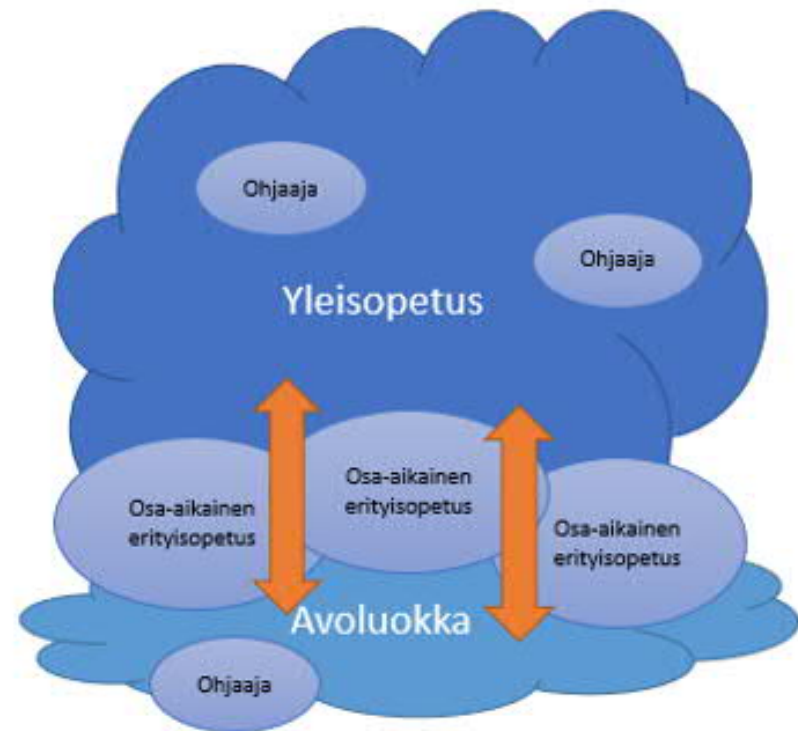 Ohjaaja
Ohjaaja
Yleisopetus
Osa-aikainen
erityisopetus
Osa-aikainen
erityisopetus
Osa-aikainen
erityisopetus
Avoluokka
Ohjaaja